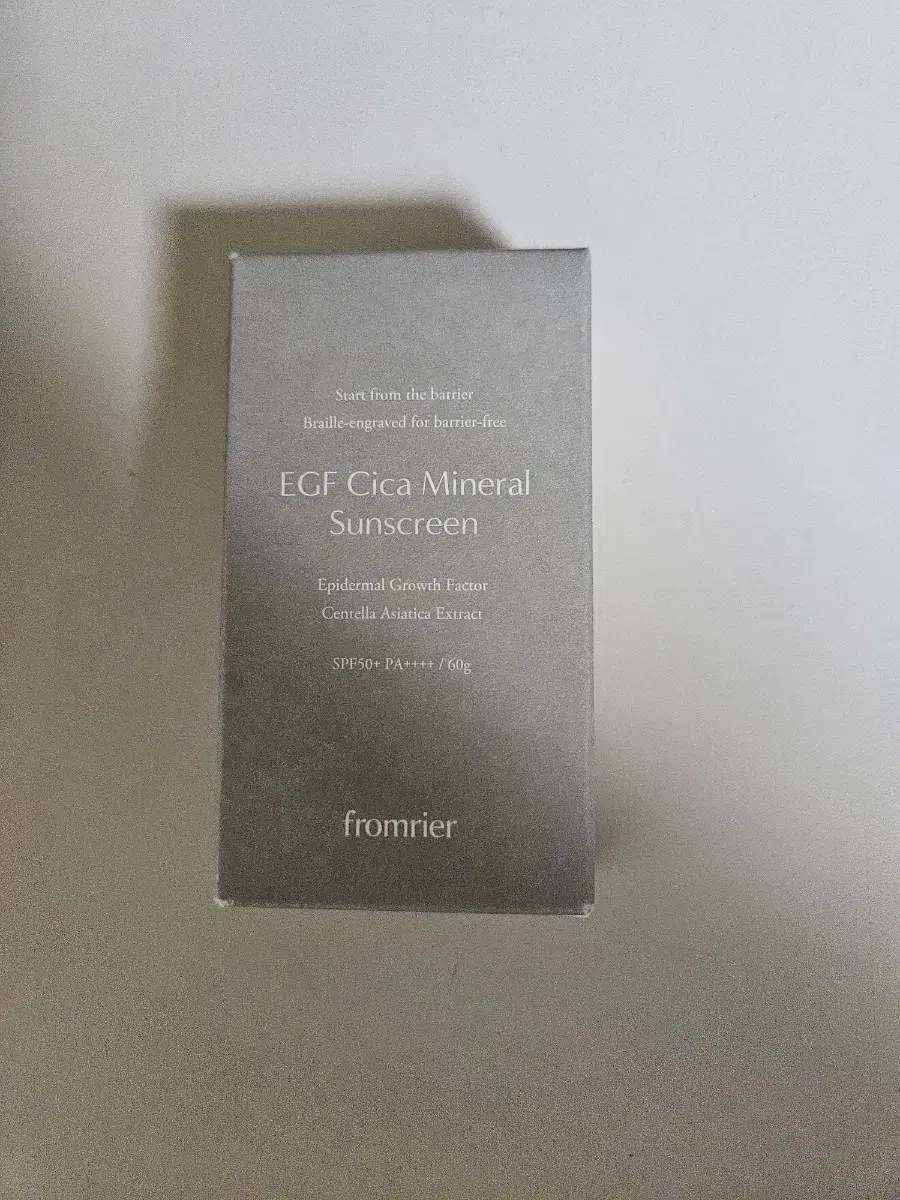 Start from the barrier
Braille-engraved for barrier-free
EGF Cica Mineral
Sunscreen
Epidermal Growth Factor
Centella Asiatica Extract
SPF50+ PA++++ / 60g
fromrier